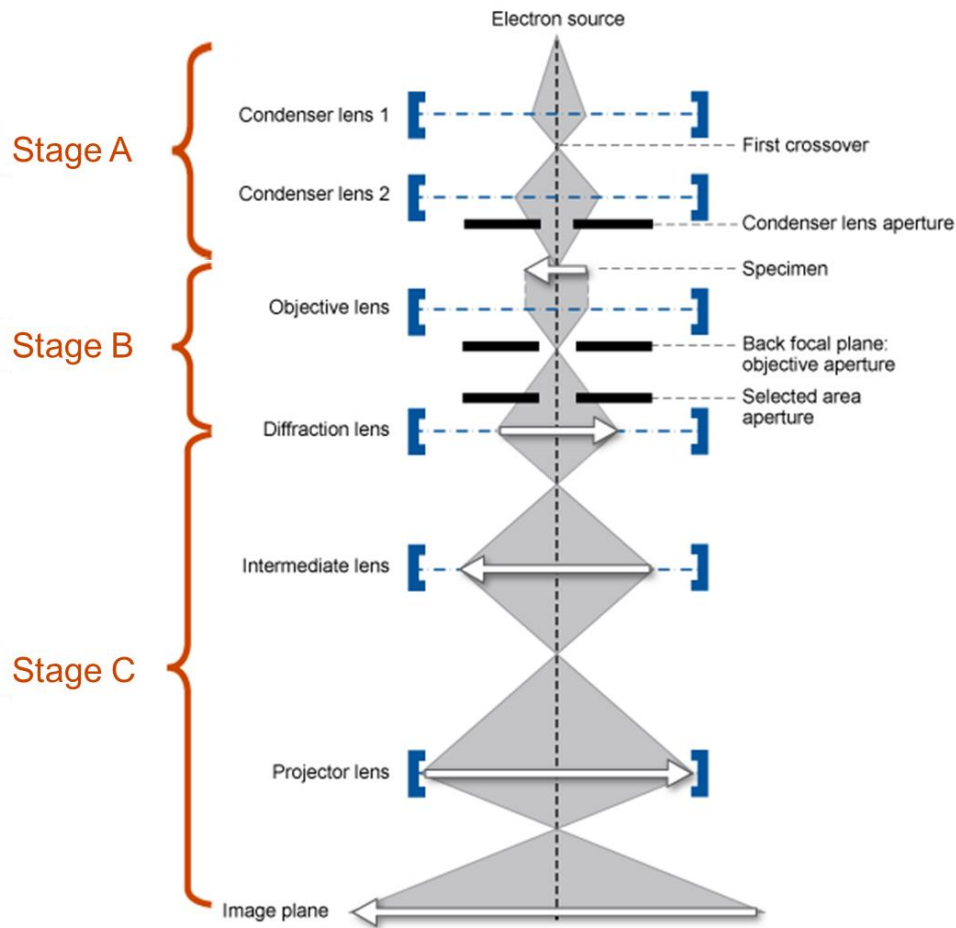 Electron source
Condenser lens 1
First crossover
Stage A
Condenser lens 2
Condenser lens aperture
Specimen
Objective lens
Stage B
Back focal plane:
objective aperture
Selected area
aperture
Diffraction lens
Intermediate lens
Stage C
Projector lens
Image plane